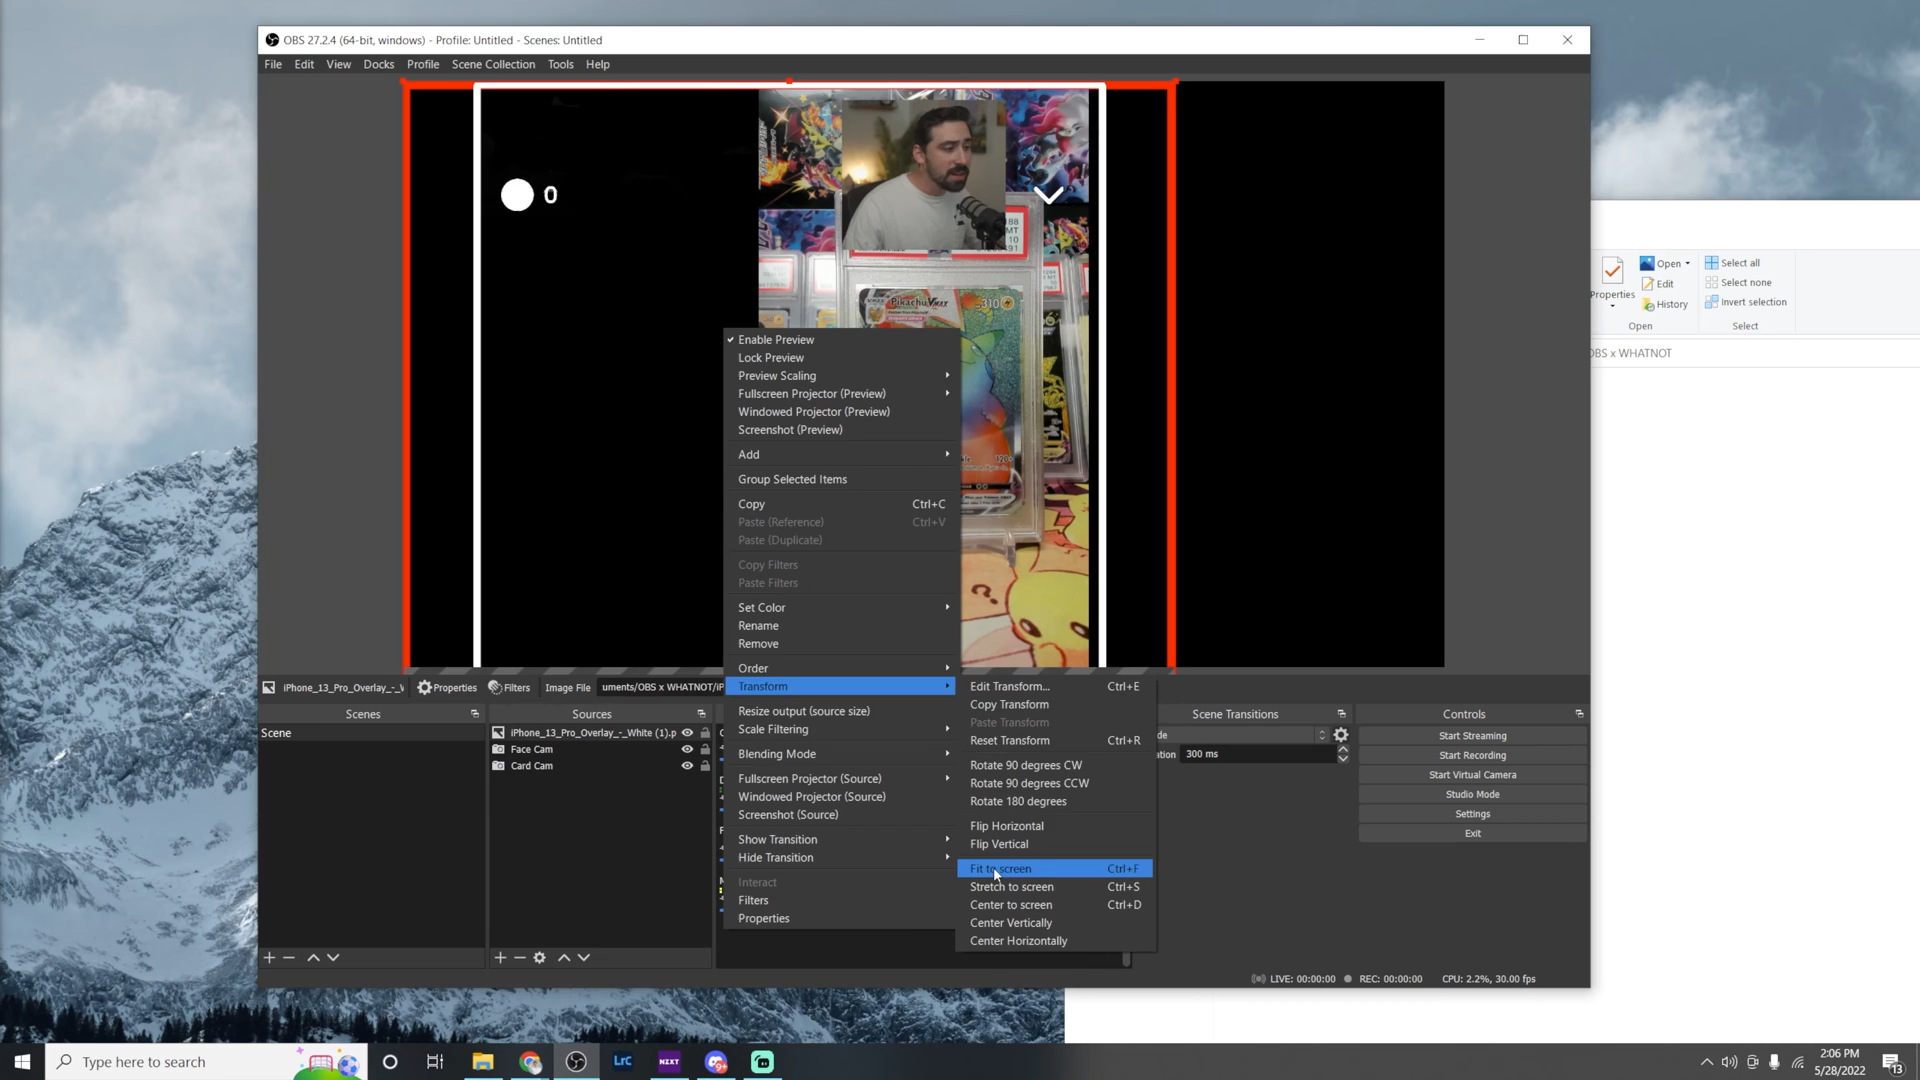 OBS 27.2.4 (64-bit, windows) - Profile: Untitled - Scenes: Untitled
File Edit View Docks Profile Scene Collection Tools Help
0
188
MT
10
Pikachu VMAX 310
Enable Preview
Lock Preview
Preview Scaling
Fullscreen Projector (Preview)
Windowed Projector (Preview)
Screenshot (Preview)
Add
Group Selected Items
Copy Ctrl+C
Paste (Reference) Ctrl+V
Paste (Duplicate)
Copy Filters
Paste Filters
Set Color
Rename
Remove
Order
Transform
Resize output (source size)
Scale Filtering
Blending Mode
Fullscreen Projector (Source)
Windowed Projector (Source)
Screenshot (Source)
Show Transition
Hide Transition
Interact
Filters
Properties
Edit Transform... Ctrl+E
Copy Transform
Paste Transform
Reset Transform Ctrl+R
Rotate 90 degrees CW
Rotate 90 degrees CCW
Rotate 180 degrees
Flip Horizontal
Flip Vertical
Fit to screen Ctrl+F
Stretch to screen Ctrl+S
Center to screen Ctrl+D
Center Vertically
Center Horizontally
iPhone_13_Pro_Overlay_-_ Properties Filters Image File uments/OBS x WHATNOT/iP
Scenes
Scene
Sources
iPhone_13_Pro_Overlay_-_White (1).p
Face Cam
Card Cam
Scene Transitions
de
ation 300 ms
Controls
Start Streaming
Start Recording
Start Virtual Camera
Studio Mode
Settings
Exit
LIVE: 00:00:00 REC: 00:00:00 CPU: 2.2%, 30.00 fps
Properties
Open
Edit
History
Open
Select all
Select none
Invert selection
Select
OBS x WHATNOT
Type here to search
LrC
NZXT
9+
2:06 PM
5/28/2022
13